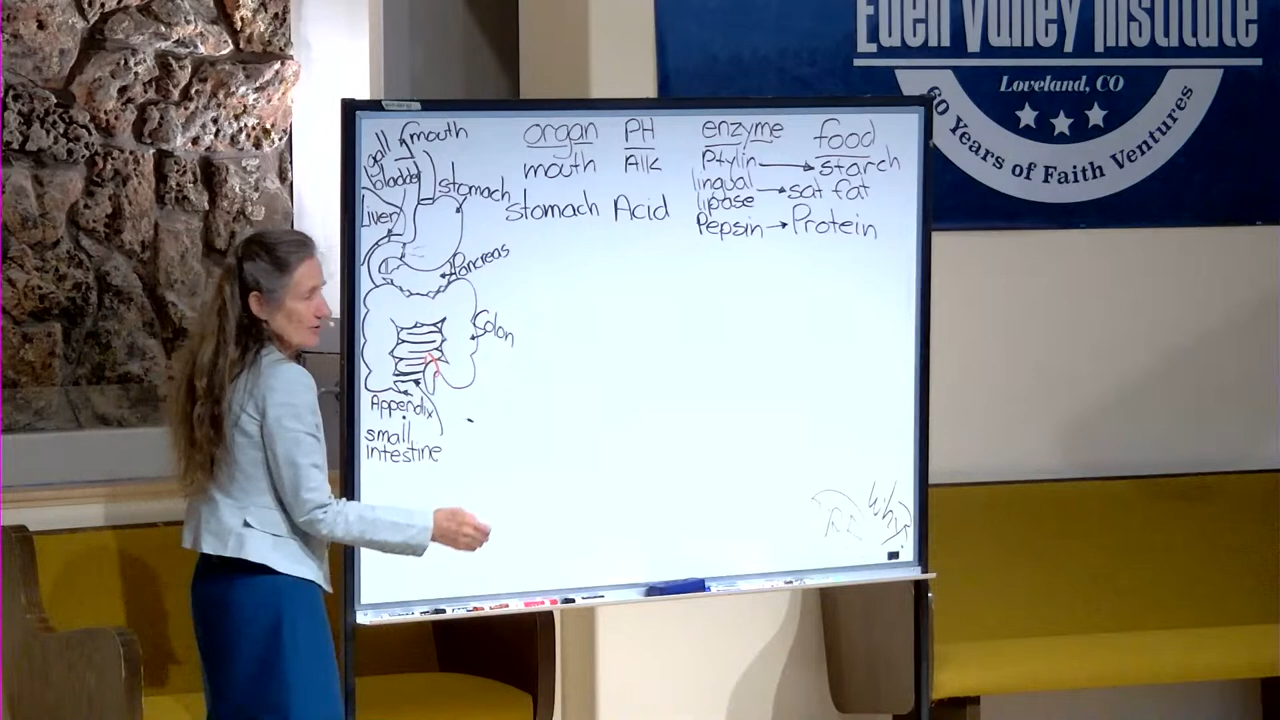 Eden Valley Institute
Loveland, CO
60 Years of Faith Ventures
gall bladder
mouth
stomach
Liver
Pancreas
Colon
Appendix
small
intestine
organ PH enzyme food
mouth Alk Ptylin → starch
lingual lipase → sat fat
stomach Acid Pepsin → Protein
Why?